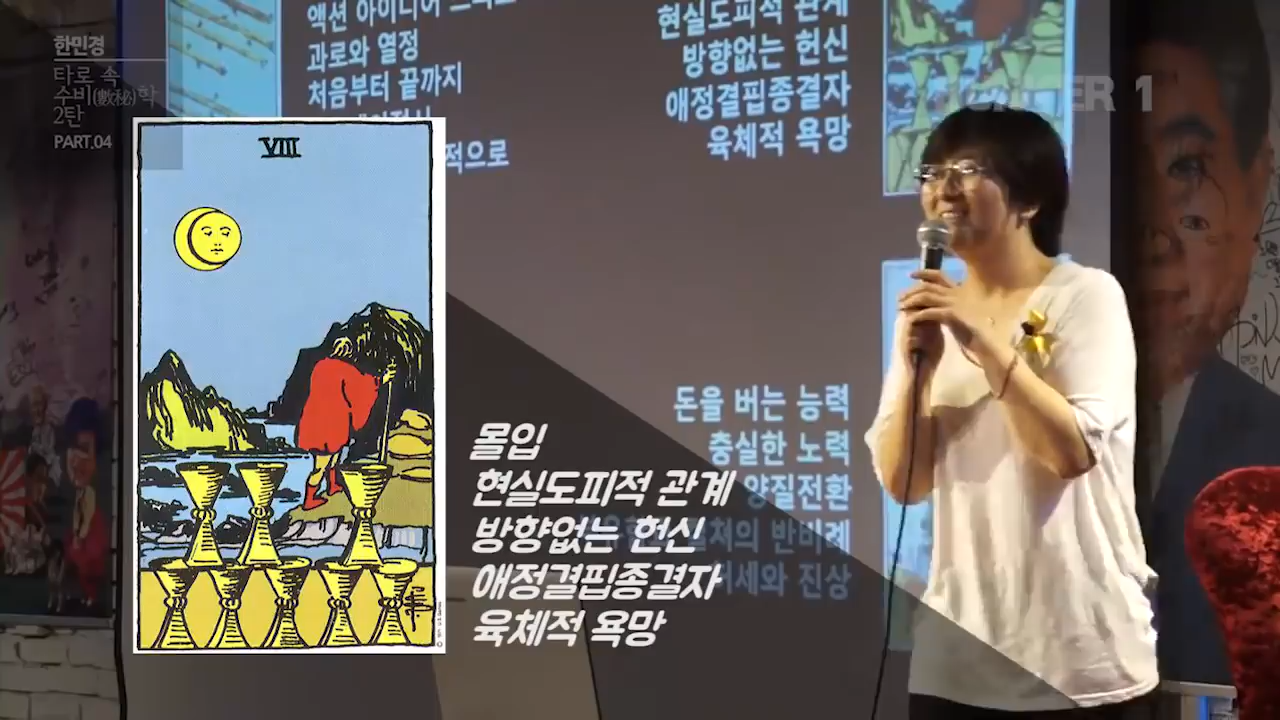 한민경
타로 속
수비(數秘)학
2탄
PART.04
액션 아이디어
과로와 열정
처음부터 끝까지
적으로
현실도피적 관계
방향없는 헌신
애정결핍종결자
육체적 욕망
1
VIII
돈을 버는 능력
충실한 노력
양질전환
반비례
진상
몰입
현실도피적 관계
방향없는 헌신
애정결핍종결자
육체적 욕망